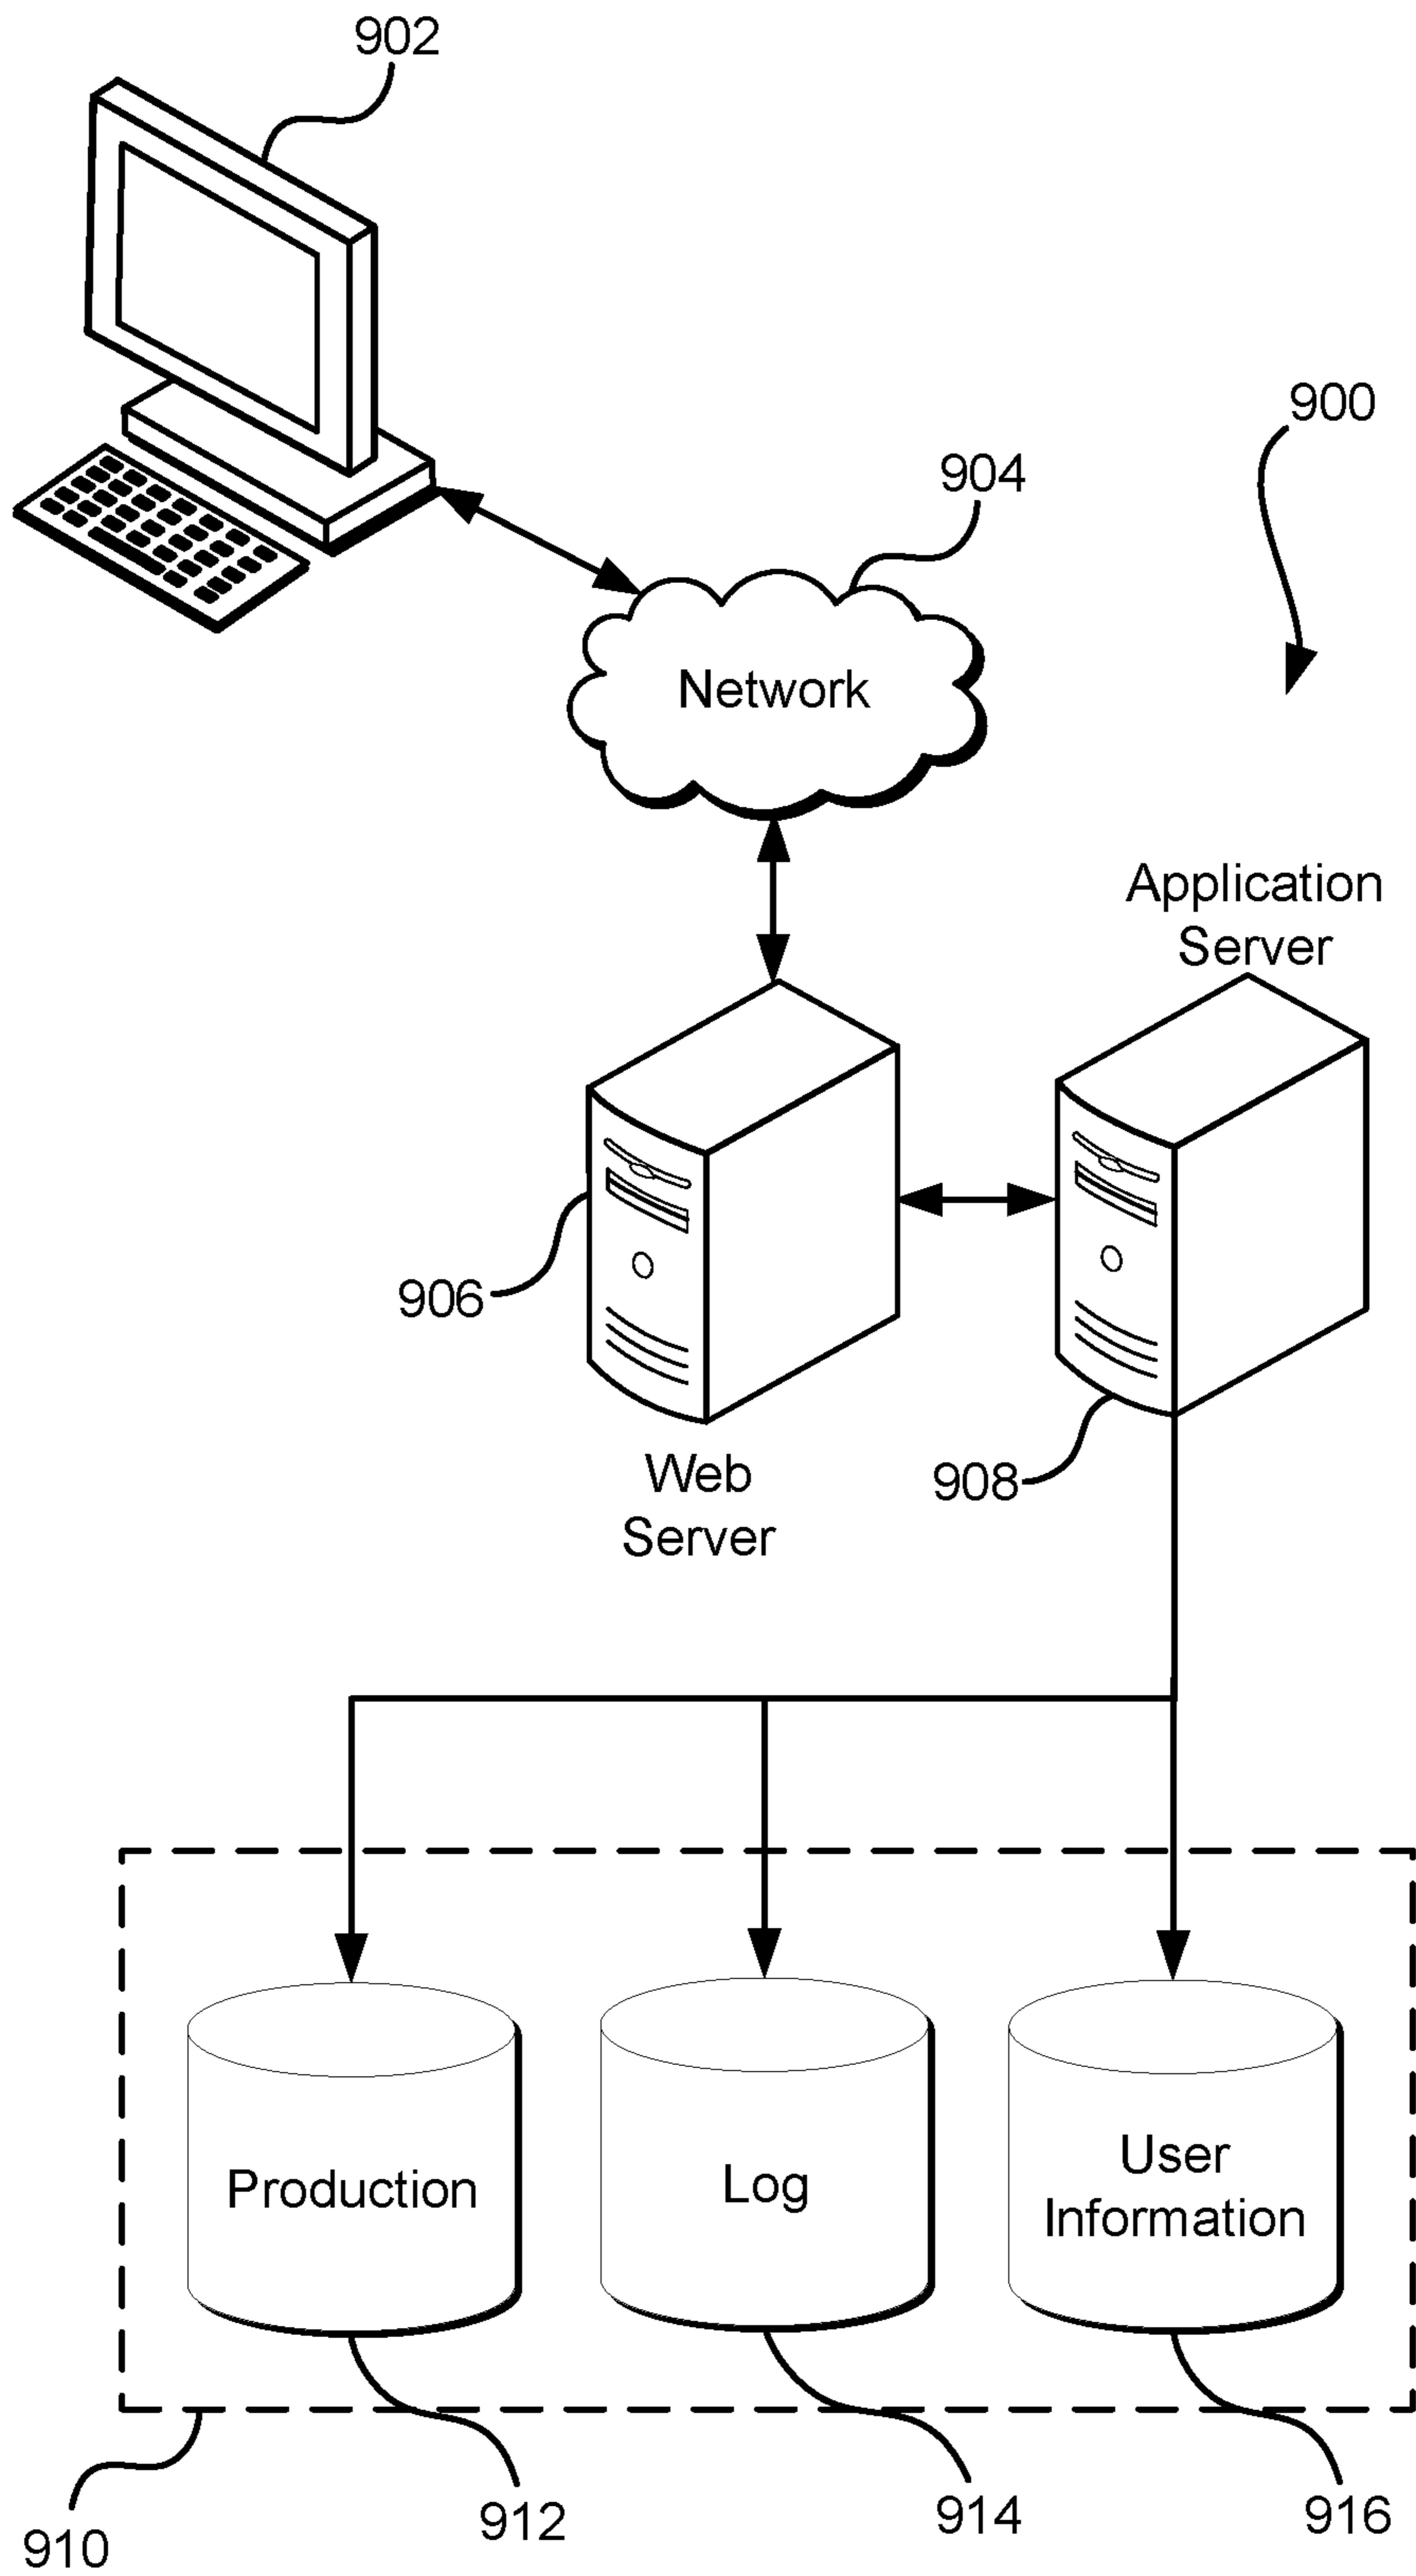 902
900
904
Network
Application
Server
906
908
Web
Server
Production
Log
User
Information
910
912
914
916